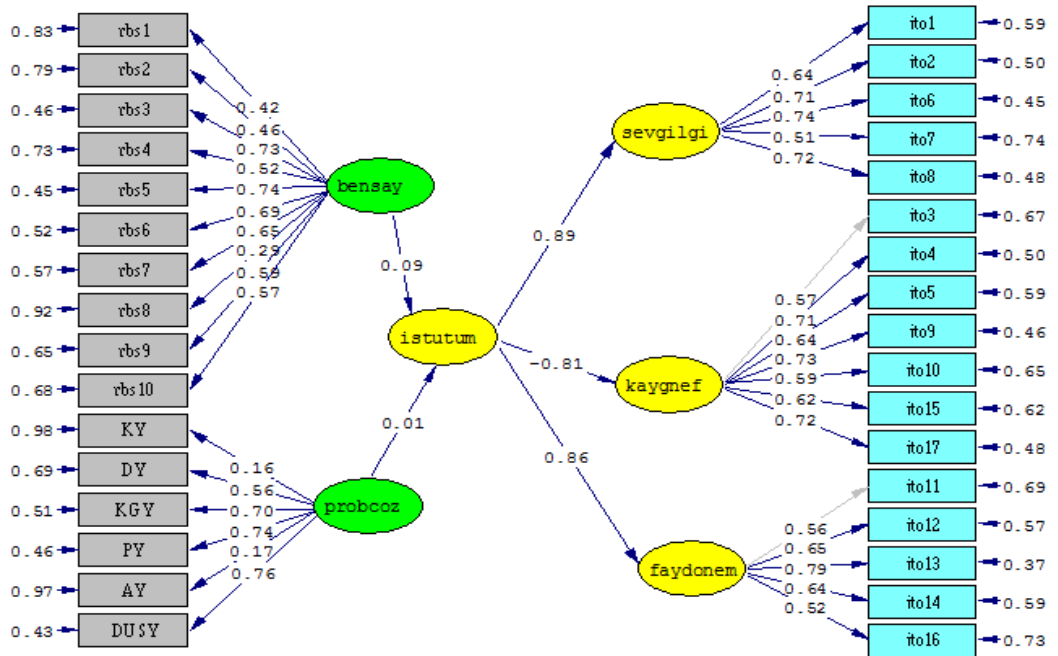 0.83 rbs1
0.79 rbs2
0.46 rbs3
0.73 rbs4
0.45 rbs5
0.52 rbs6
0.57 rbs7
0.92 rbs8
0.65 rbs9
0.68 rbs10
0.98 KY
0.69 DY
0.51 KGY
0.46 PY
0.97 AY
0.43 DUSY
0.42
0.46
0.73
0.52
0.74
0.69
0.65
0.29
0.59
0.57
bensay
0.09
0.16
0.56
0.70
0.74
0.17
0.76
probcoz
0.01
istutum
0.89
-0.81
0.86
sevgilgi
0.64
0.71
0.74
0.51
0.72
kaygnef
0.57
0.71
0.64
0.73
0.59
0.62
0.72
faydonem
0.56
0.65
0.79
0.64
0.52
ito1 0.59
ito2 0.50
ito6 0.45
ito7 0.74
ito8 0.48
ito3 0.67
ito4 0.50
ito5 0.59
ito9 0.46
ito10 0.65
ito15 0.62
ito17 0.48
ito11 0.69
ito12 0.57
ito13 0.37
ito14 0.59
ito16 0.73